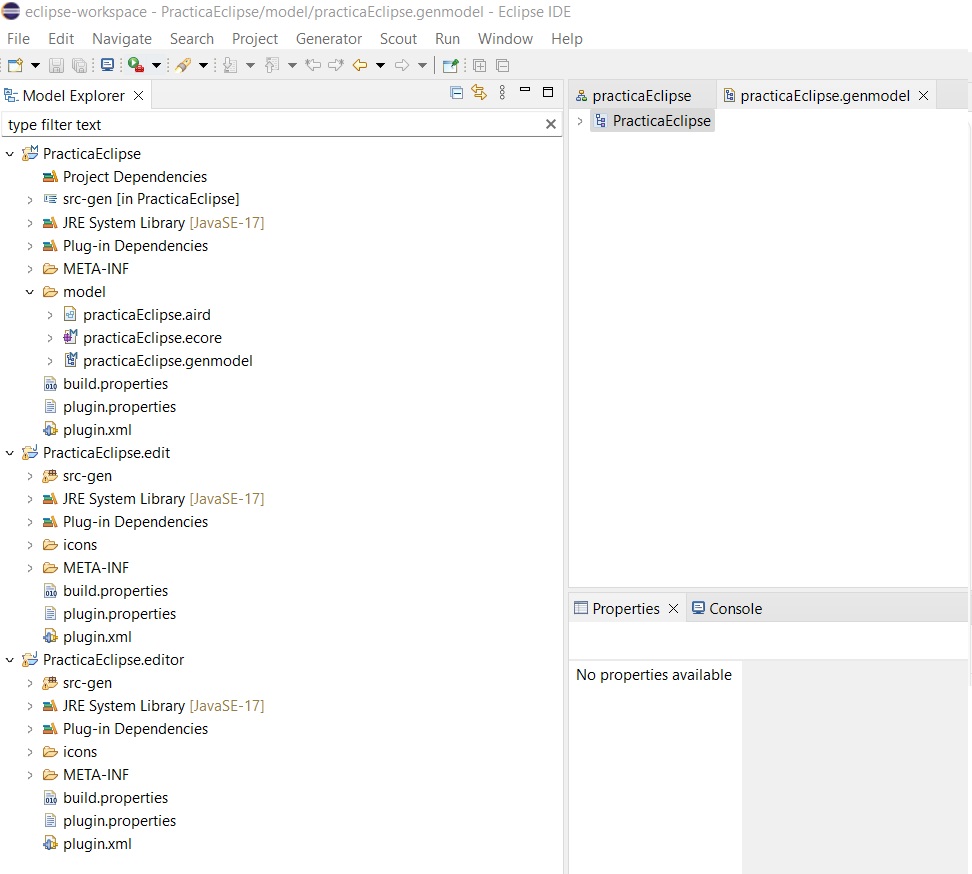 eclipse-workspace - PracticaEclipse/model/practicaEclipse.genmodel - Eclipse IDE
File Edit Navigate Search Project Generator Scout Run Window Help
Model Explorer
practicaEclipse practicaEclipse.genmodel
type filter text
PracticaEclipse
PracticaEclipse
Project Dependencies
src-gen [in PracticaEclipse]
JRE System Library [JavaSE-17]
Plug-in Dependencies
META-INF
model
practicaEclipse.aird
practicaEclipse.ecore
practicaEclipse.genmodel
build.properties
plugin.properties
plugin.xml
PracticaEclipse.edit
src-gen
JRE System Library [JavaSE-17]
Plug-in Dependencies
icons
META-INF
build.properties
plugin.properties
plugin.xml
PracticaEclipse.editor
src-gen
JRE System Library [JavaSE-17]
Plug-in Dependencies
icons
META-INF
build.properties
plugin.properties
plugin.xml
Properties Console
No properties available